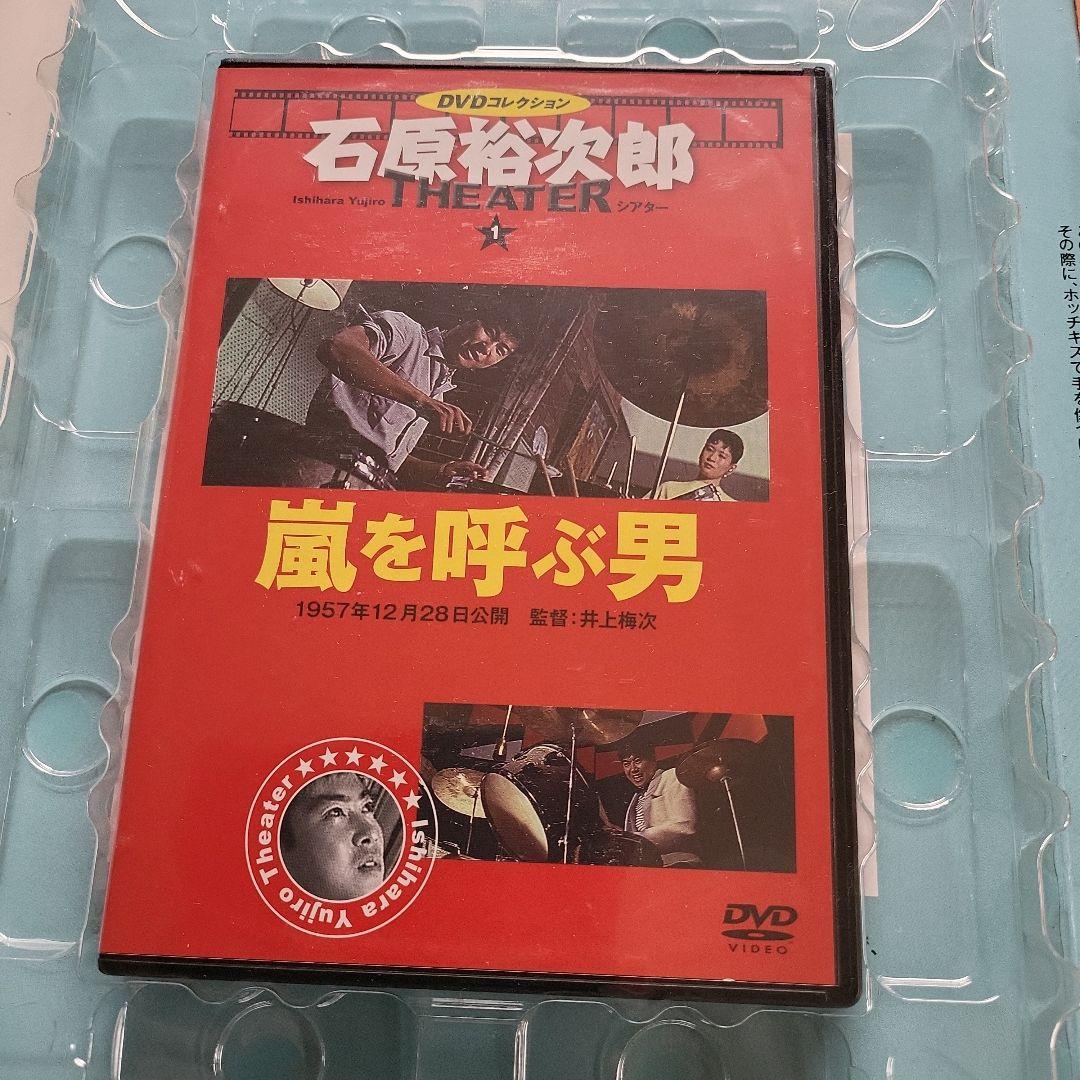 DVDコレクション
石原裕次郎
Ishihara Yujiro THEATER シアター
1
嵐を呼ぶ男
1957年12月28日公開 監督：井上梅次
Ishihara Yujiro Theater
DVD
VIDEO
その際に、ホッチキスで手を